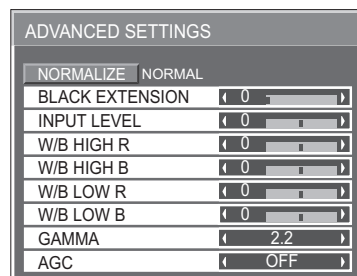 ADVANCED SETTINGS
NORMALIZE NORMAL
BLACK EXTENSION 0
INPUT LEVEL 0
W/B HIGH R 0
W/B HIGH B 0
W/B LOW R 0
W/B LOW B 0
GAMMA 2.2
AGC OFF